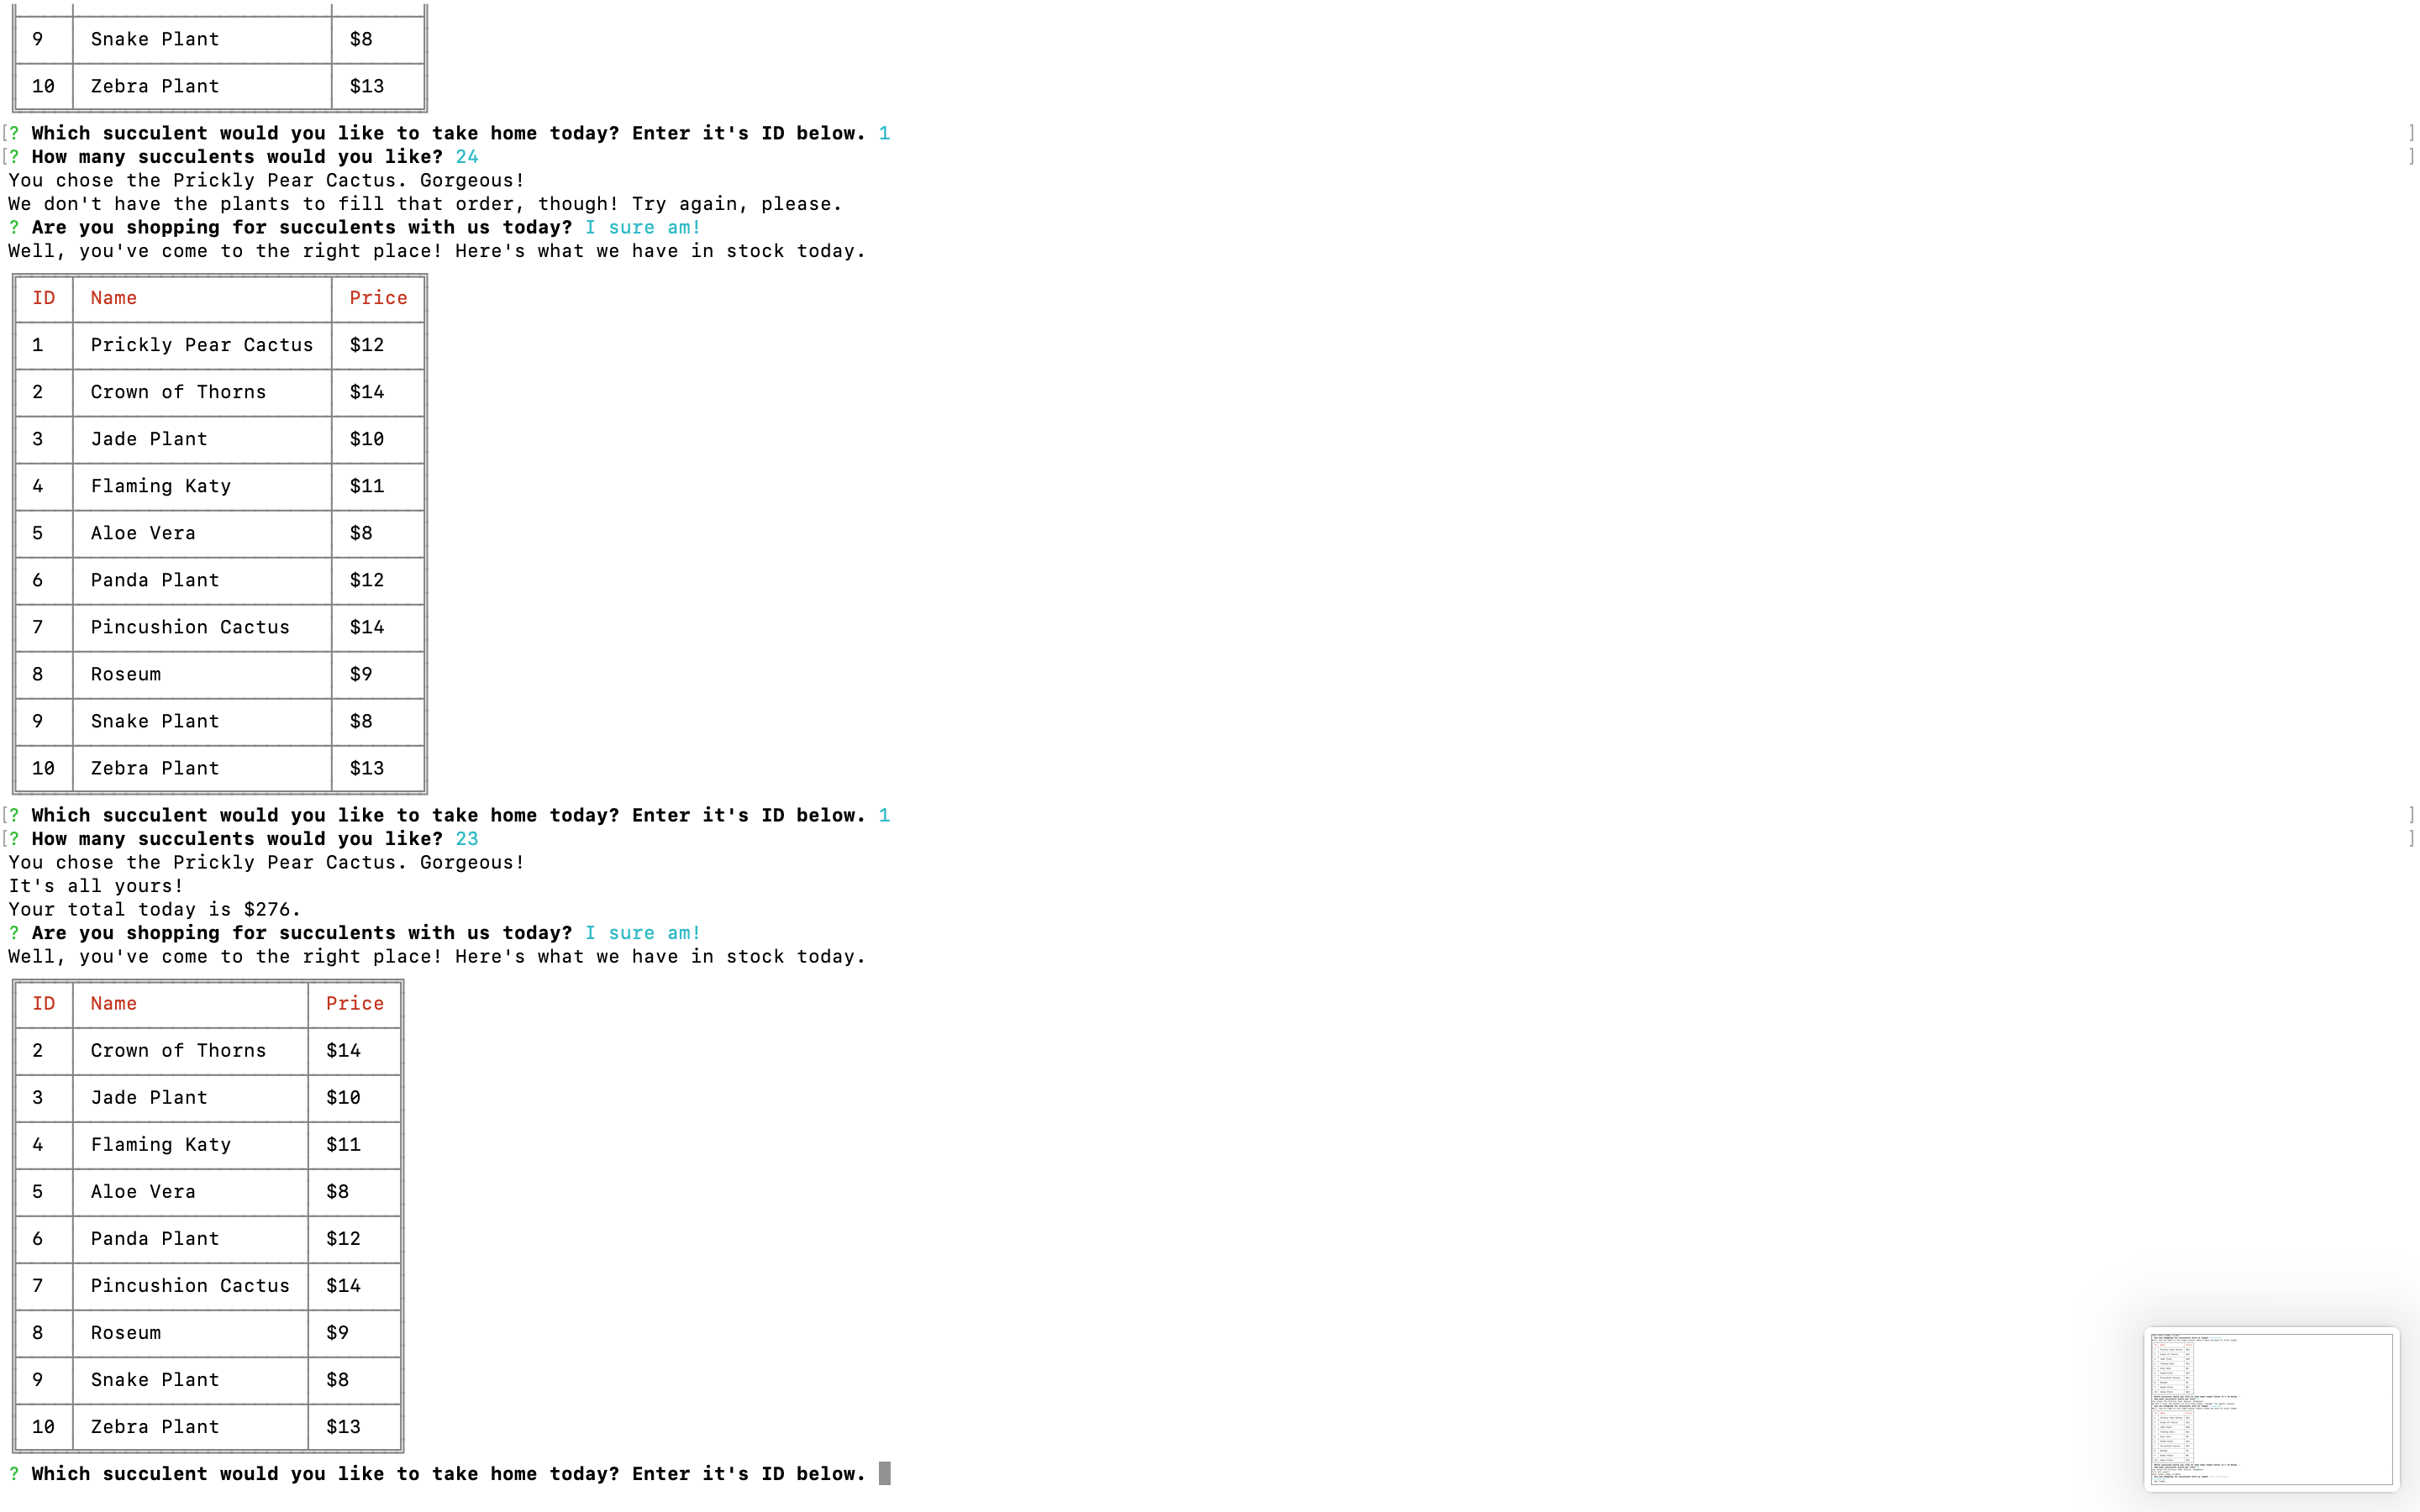 9 Snake Plant $8
10 Zebra Plant $13
[? Which succulent would you like to take home today? Enter it's ID below. 1 ]
[? How many succulents would you like? 24 ]
You chose the Prickly Pear Cactus. Gorgeous!
We don't have the plants to fill that order, though! Try again, please.
? Are you shopping for succulents with us today? I sure am!
Well, you've come to the right place! Here's what we have in stock today.
ID Name Price
1 Prickly Pear Cactus $12
2 Crown of Thorns $14
3 Jade Plant $10
4 Flaming Katy $11
5 Aloe Vera $8
6 Panda Plant $12
7 Pincushion Cactus $14
8 Roseum $9
9 Snake Plant $8
10 Zebra Plant $13
[? Which succulent would you like to take home today? Enter it's ID below. 1 ]
[? How many succulents would you like? 23 ]
You chose the Prickly Pear Cactus. Gorgeous!
It's all yours!
Your total today is $276.
? Are you shopping for succulents with us today? I sure am!
Well, you've come to the right place! Here's what we have in stock today.
ID Name Price
2 Crown of Thorns $14
3 Jade Plant $10
4 Flaming Katy $11
5 Aloe Vera $8
6 Panda Plant $12
7 Pincushion Cactus $14
8 Roseum $9
9 Snake Plant $8
10 Zebra Plant $13
? Which succulent would you like to take home today? Enter it's ID below.